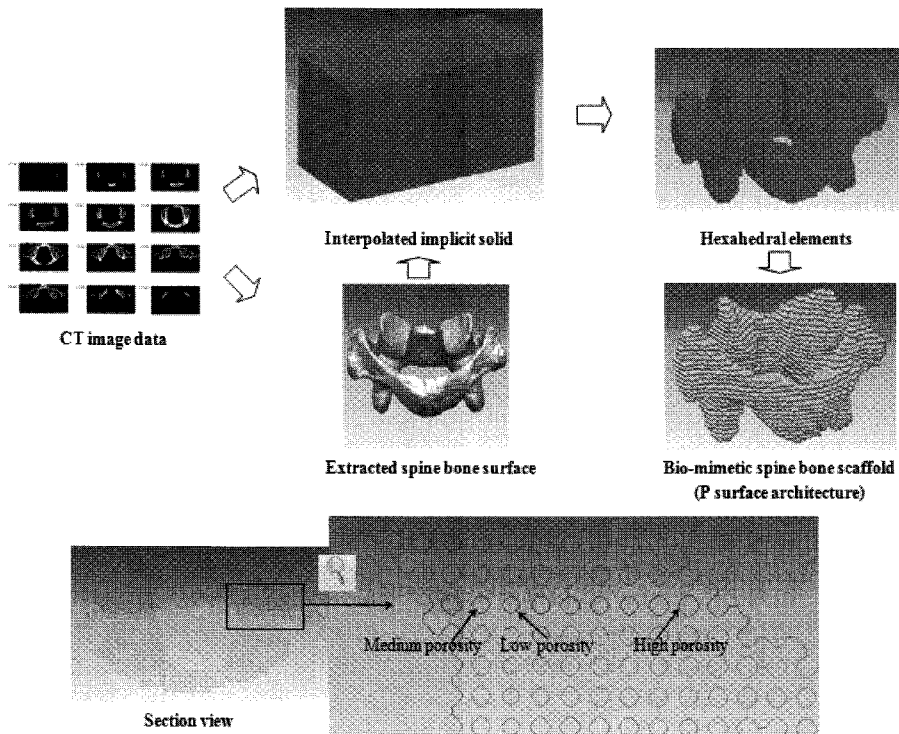 Interpolated implicit solid
Hexahedral elements
CT image data
Extracted spine bone surface
Bio-mimetic spine bone scaffold
(P surface architecture)
Medium porosity
Low porosity
High porosity
Section view